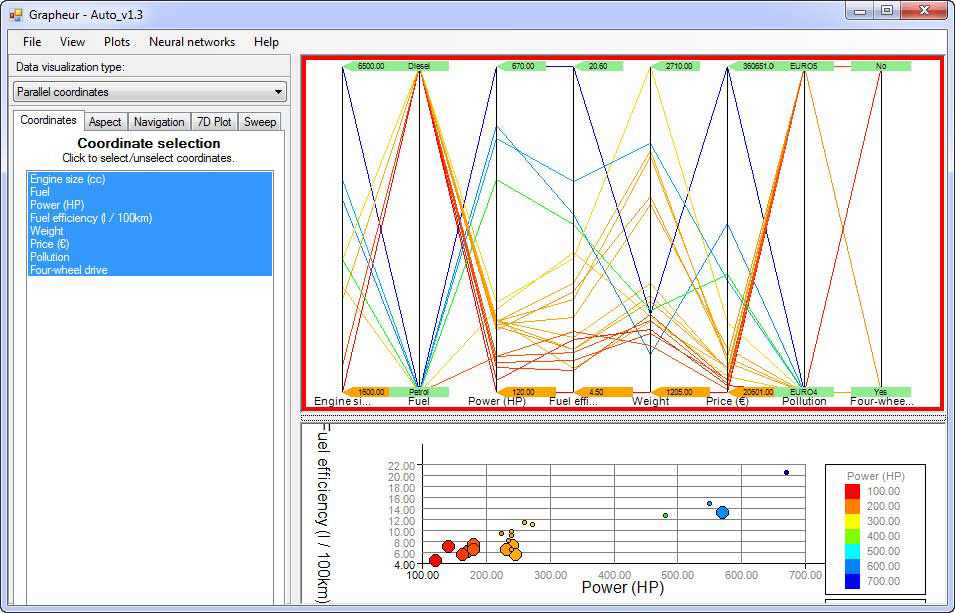 Grapheur - Auto_v1.3
File View Plots Neural networks Help
Data visualization type:
Parallel coordinates
Coordinates Aspect Navigation 7D Plot Sweep
Coordinate selection
Click to select/unselect coordinates.
Engine size (cc)
Fuel
Power (HP)
Fuel efficiency (l / 100km)
Weight
Price (€)
Pollution
Four-wheel drive
6500.00 Diesel 670.00 20.60 2710.00 360651.0 EURO5 No
1600.00 Petrol 120.00 4.50 1205.00 20601.00 EURO4 Yes
Engine si... Fuel Power (HP) Fuel effi... Weight Price (€) Pollution Four-whee...
Fuel efficiency (l / 100km)
22.00
20.00
18.00
16.00
14.00
12.00
10.00
8.00
6.00
4.00
100.00 200.00 300.00 400.00 500.00 600.00 700.00
Power (HP)
Power (HP)
100.00
200.00
300.00
400.00
500.00
600.00
700.00